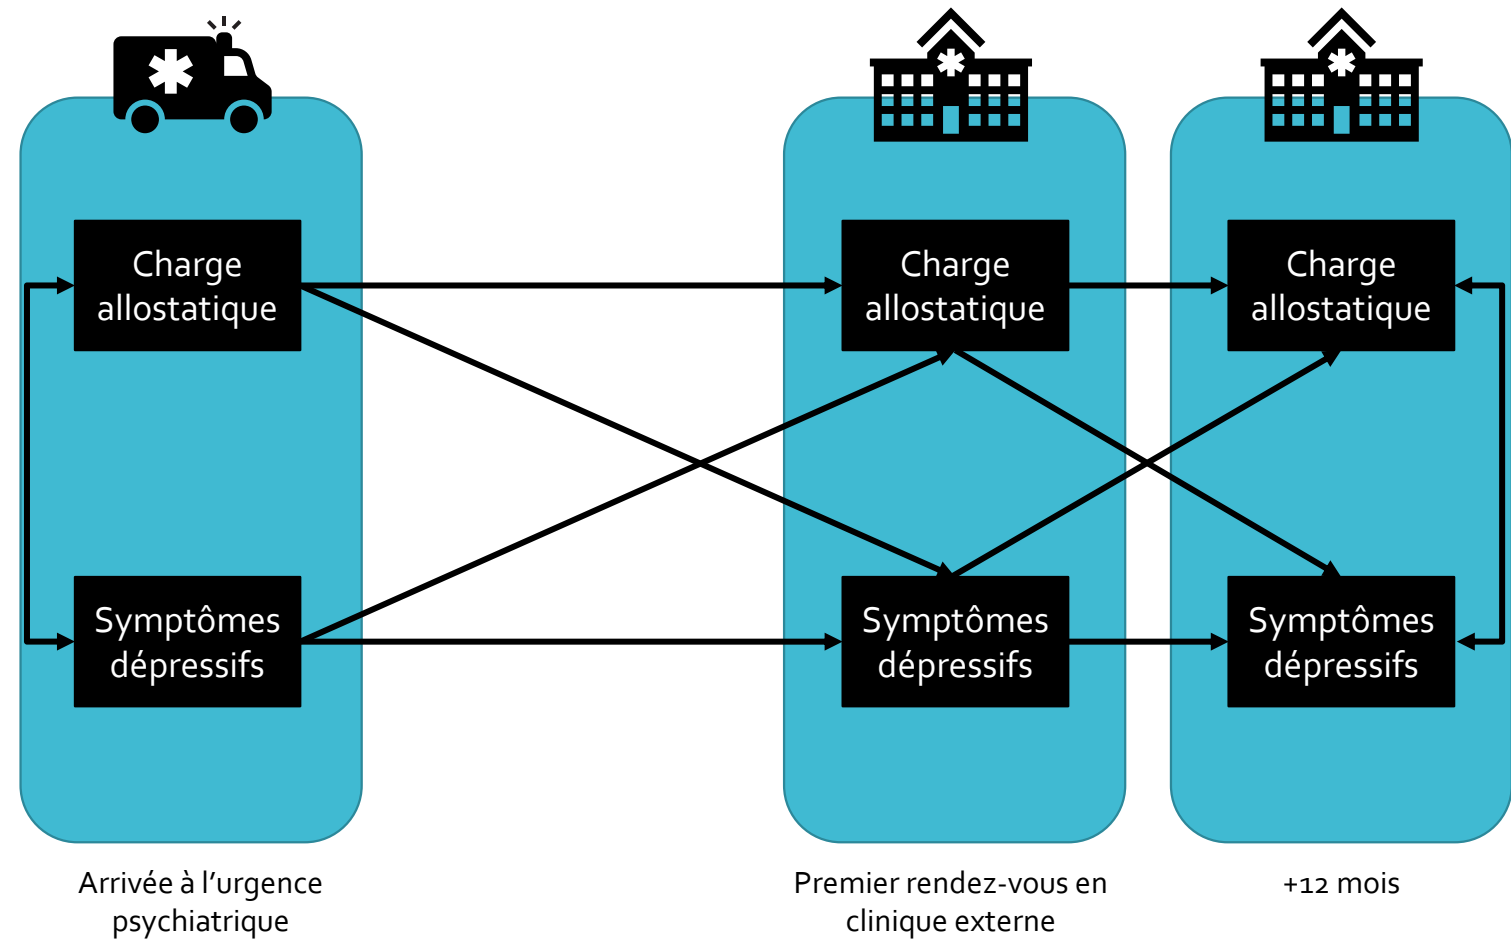 Charge
allostatique
Charge
allostatique
Charge
allostatique
Symptômes
dépressifs
Symptômes
dépressifs
Symptômes
dépressifs
Arrivée à l'urgence
psychiatrique
Premier rendez-vous en
clinique externe
+12 mois